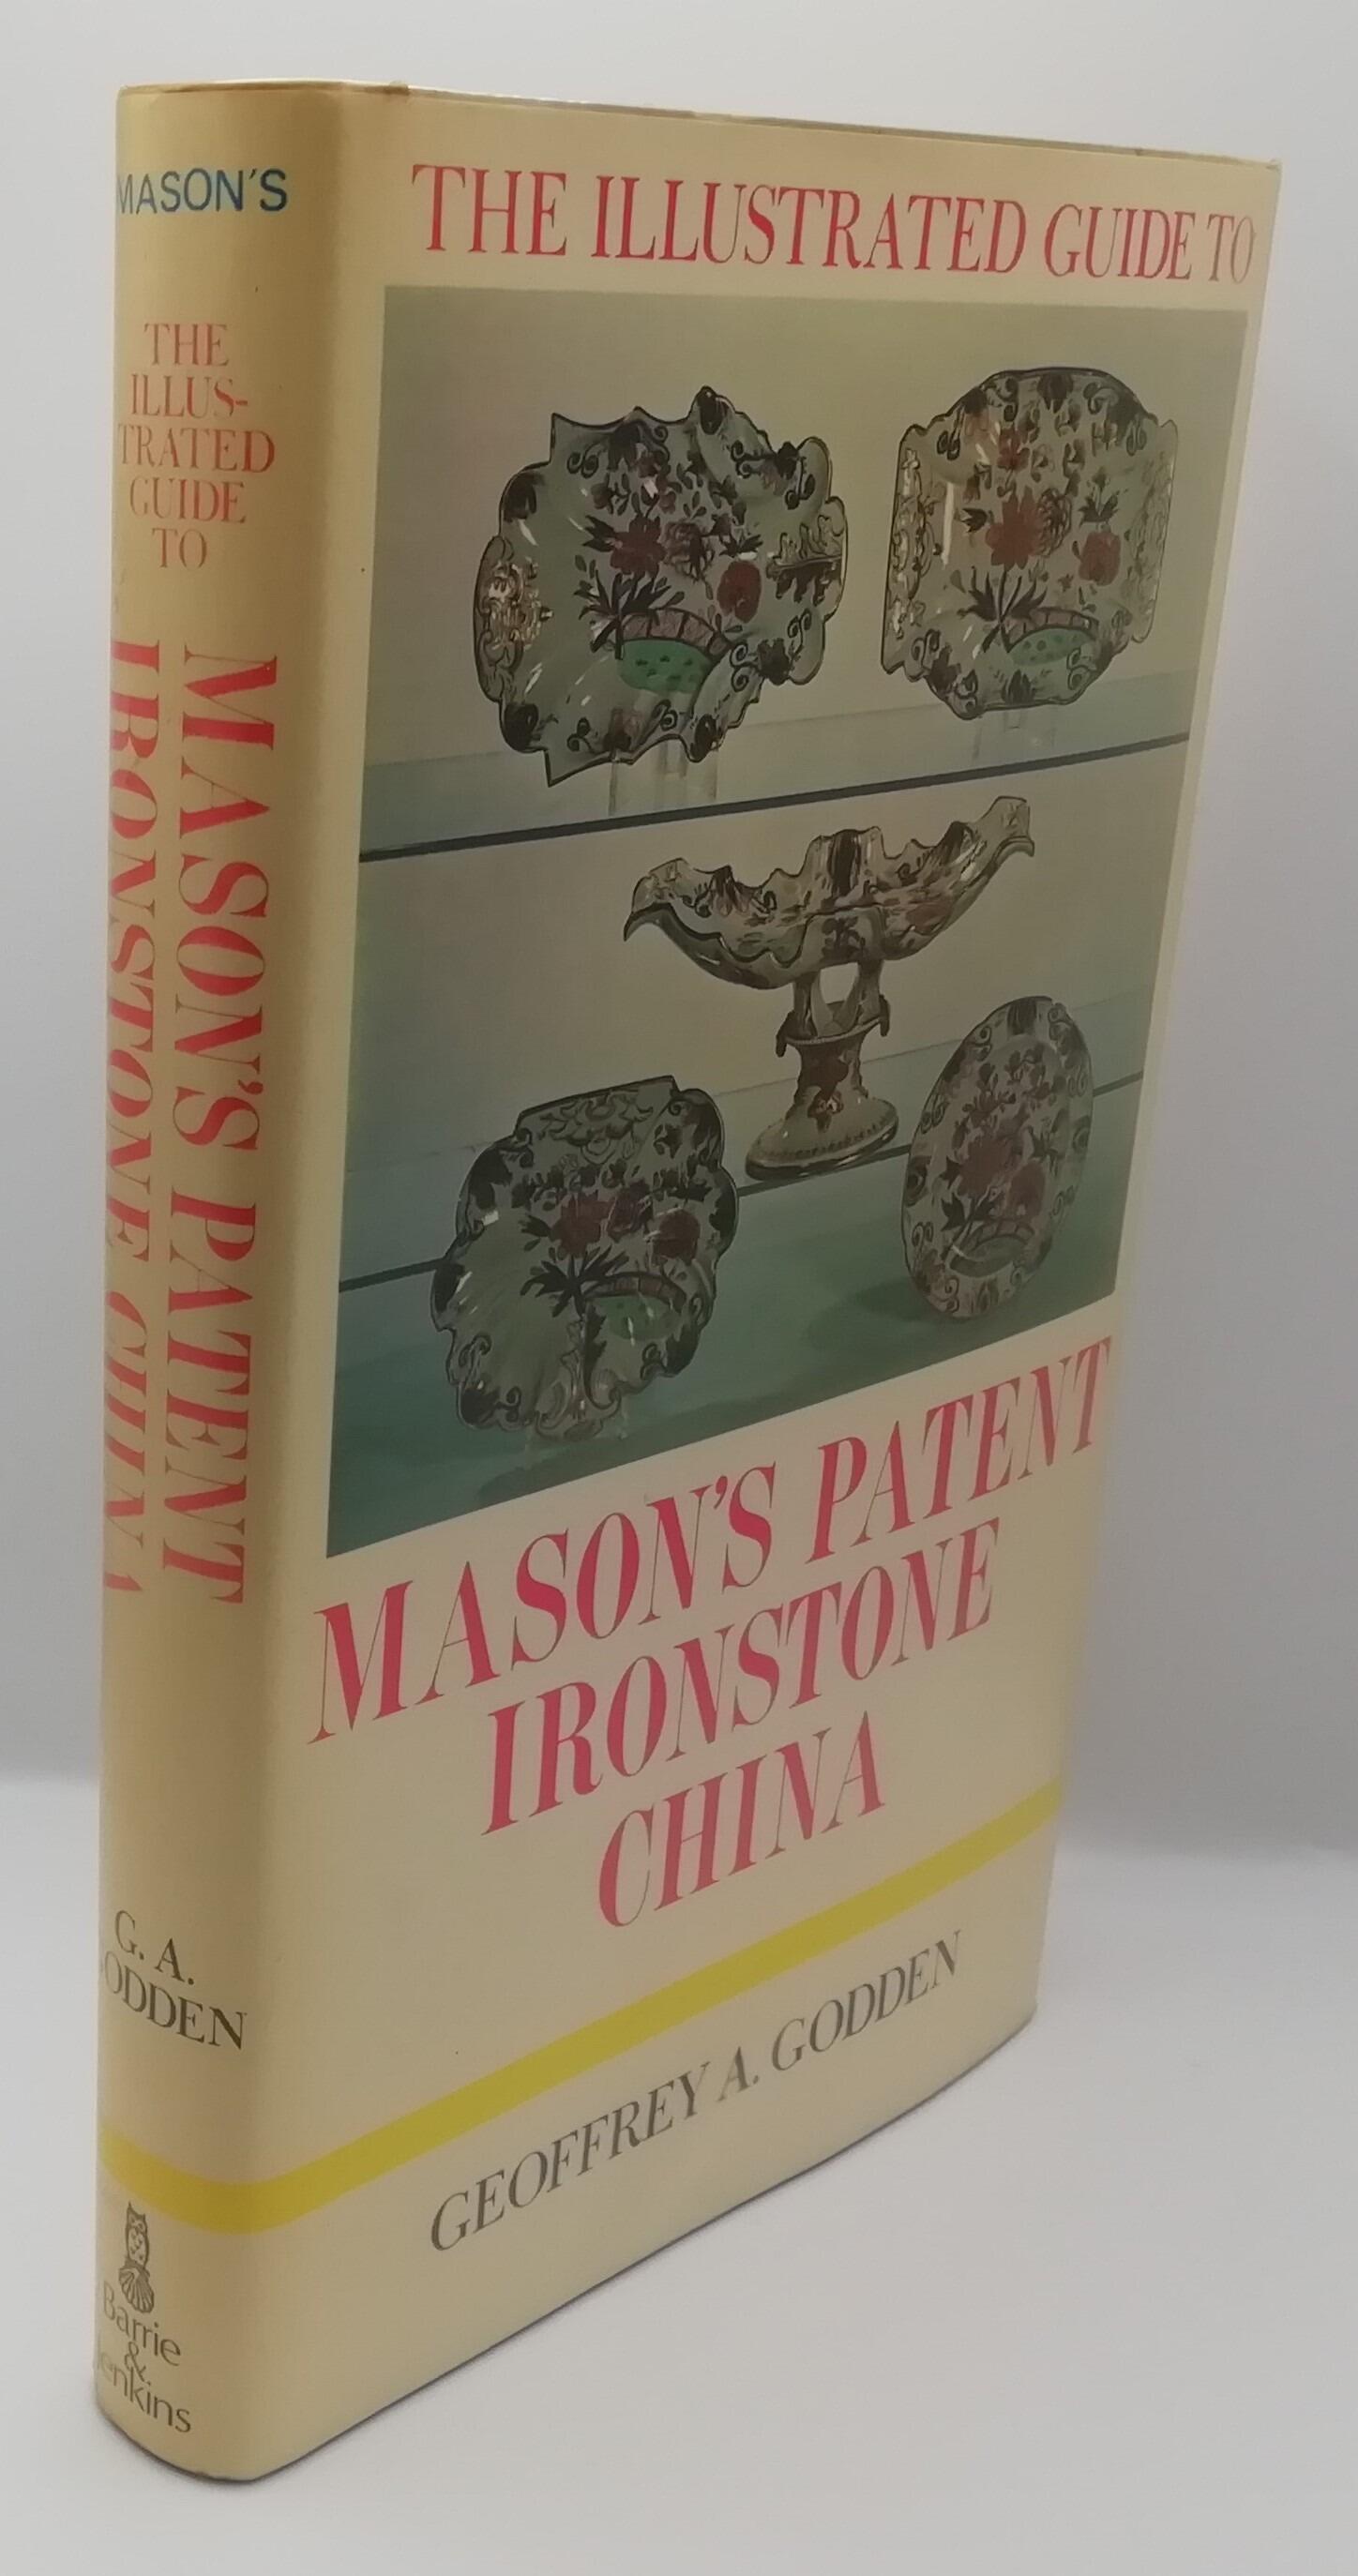 MASON'S
THE
ILLUS-
TRATED
GUIDE
TO
MASON'S PATENT
IRONSTONE CHINA
G. A.
GODDEN
Barrie
&
Jenkins
THE ILLUSTRATED GUIDE TO
MASON'S PATENT
IRONSTONE
CHINA
GEOFFREY A. GODDEN